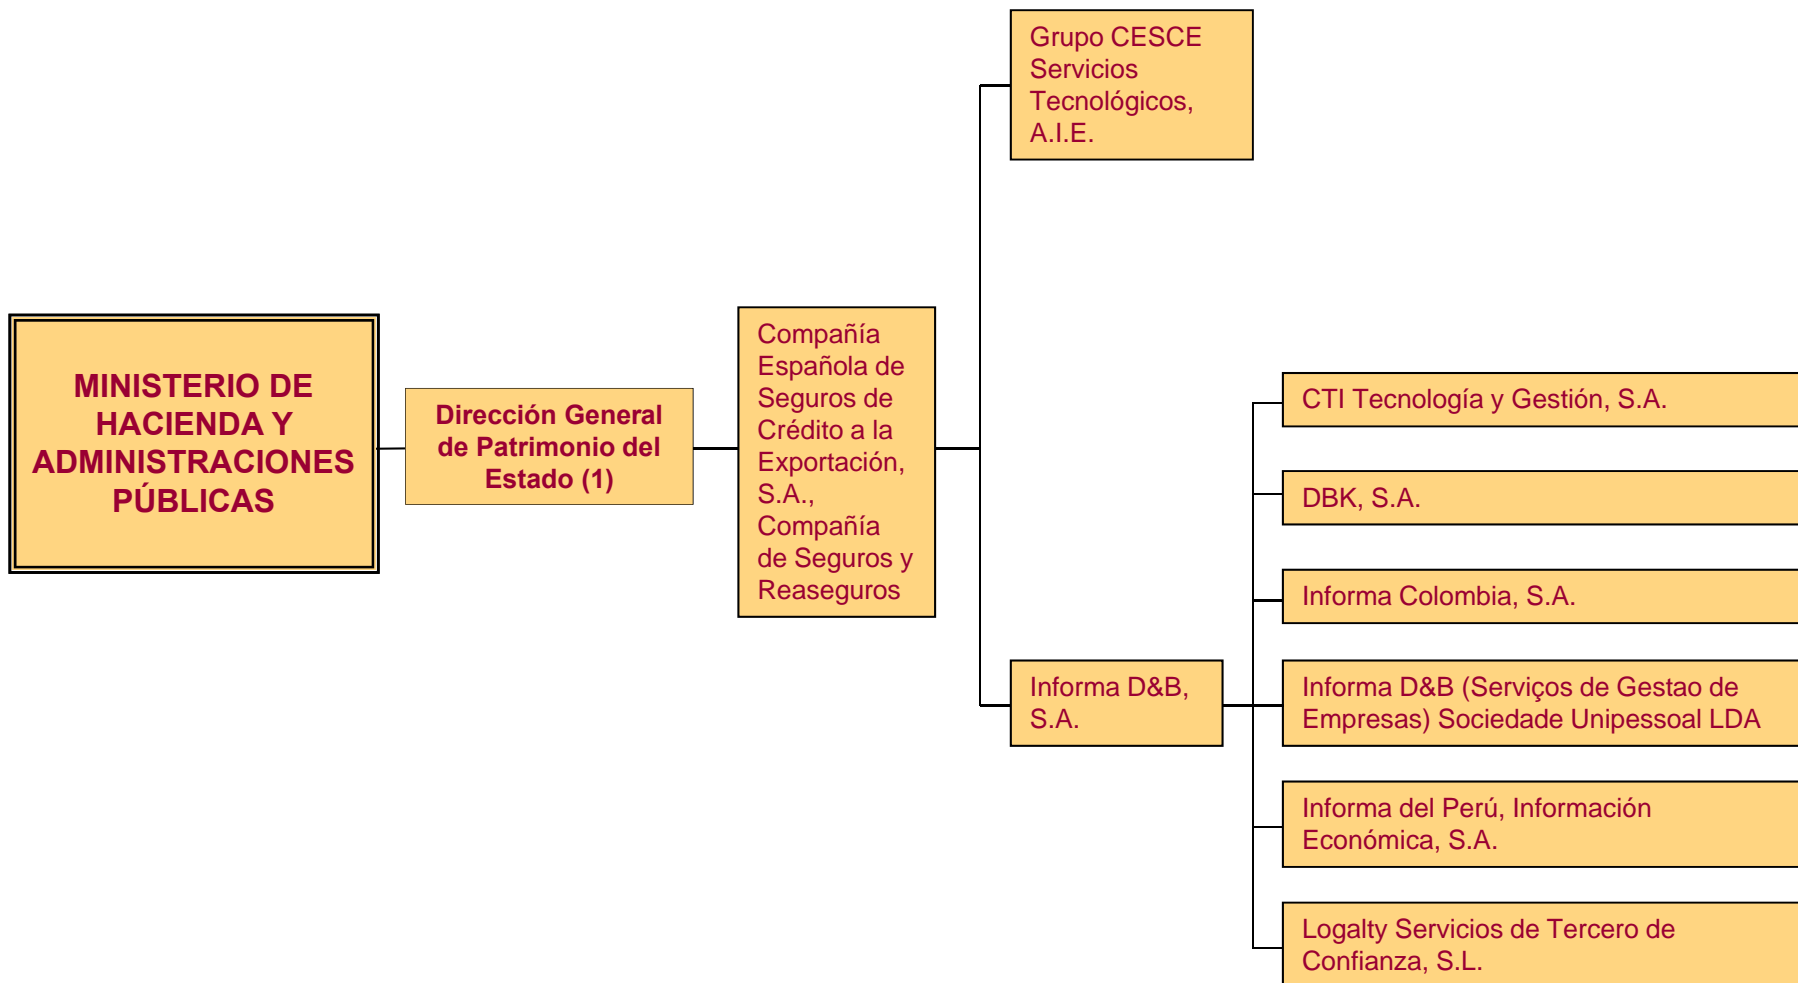 MINISTERIO DE
HACIENDA Y
ADMINISTRACIONES
PÚBLICAS
Dirección General
de Patrimonio del
Estado (1)
Compañía
Española de
Seguros de
Crédito a la
Exportación,
S.A.,
Compañía
de Seguros y
Reaseguros
Grupo CESCE
Servicios
Tecnológicos,
A.I.E.
Informa D&B,
S.A.
CTI Tecnología y Gestión, S.A.
DBK, S.A.
Informa Colombia, S.A.
Informa D&B (Serviços de Gestao de
Empresas) Sociedade Unipessoal LDA
Informa del Perú, Información
Económica, S.A.
Logalty Servicios de Tercero de
Confianza, S.L.